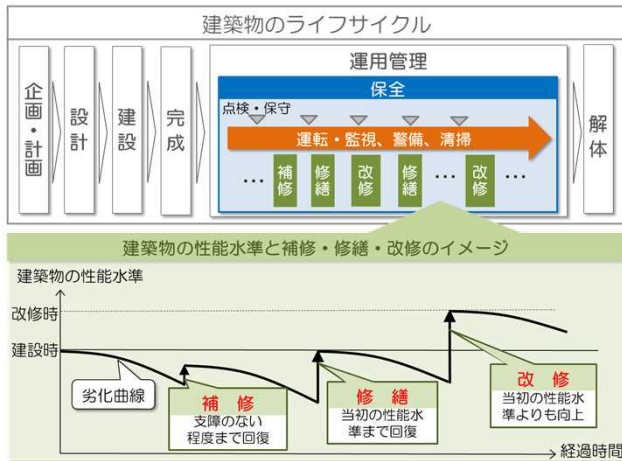 建築物のライフサイクル
企画・計画
設計
建設
完成
運用管理
保全
点検・保守
運転・監視、警備、清掃
… 補修 修繕 改修 修繕 … 改修 …
解体
建築物の性能水準と補修・修繕・改修のイメージ
建築物の性能水準
改修時
建設時
劣化曲線
補 修
支障のない
程度まで回復
修 繕
当初の性能水
準まで回復
改 修
当初の性能水
準よりも向上
経過時間